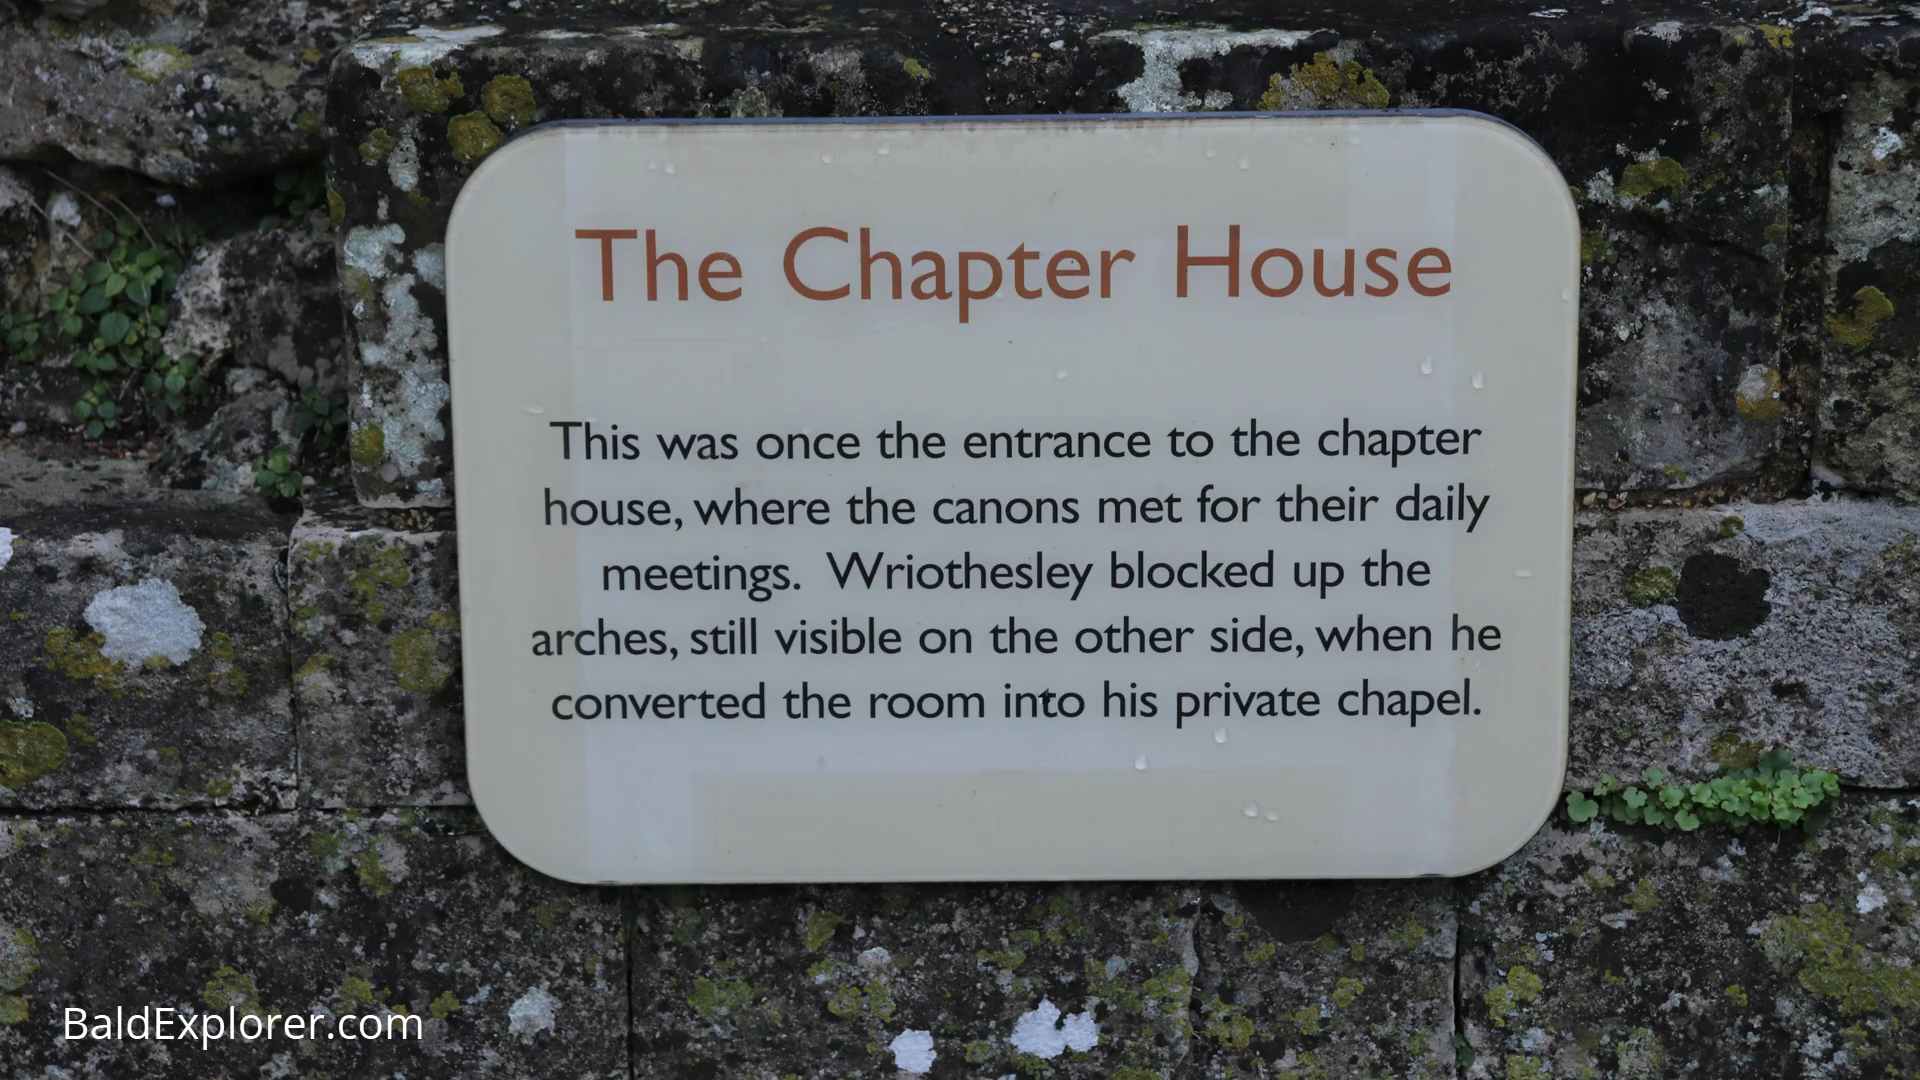 The Chapter House
This was once the entrance to the chapter
house, where the canons met for their daily
meetings.  Wriothesley blocked up the
arches, still visible on the other side, when he
converted the room into his private chapel.
BaldExplorer.com